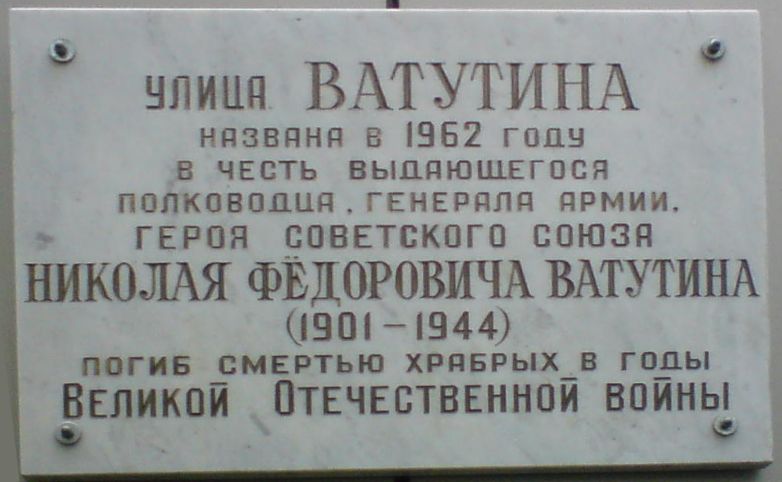 УЛИЦА ВАТУТИНА
НАЗВАНА В 1962 ГОДУ
В ЧЕСТЬ ВЫДАЮЩЕГОСЯ
ПОЛКОВОДЦА, ГЕНЕРАЛА АРМИИ,
ГЕРОЯ СОВЕТСКОГО СОЮЗА
НИКОЛАЯ ФЁДОРОВИЧА ВАТУТИНА
(1901-1944)
ПОГИБ СМЕРТЬЮ ХРАБРЫХ В ГОДЫ
ВЕЛИКОЙ ОТЕЧЕСТВЕННОЙ ВОЙНЫ